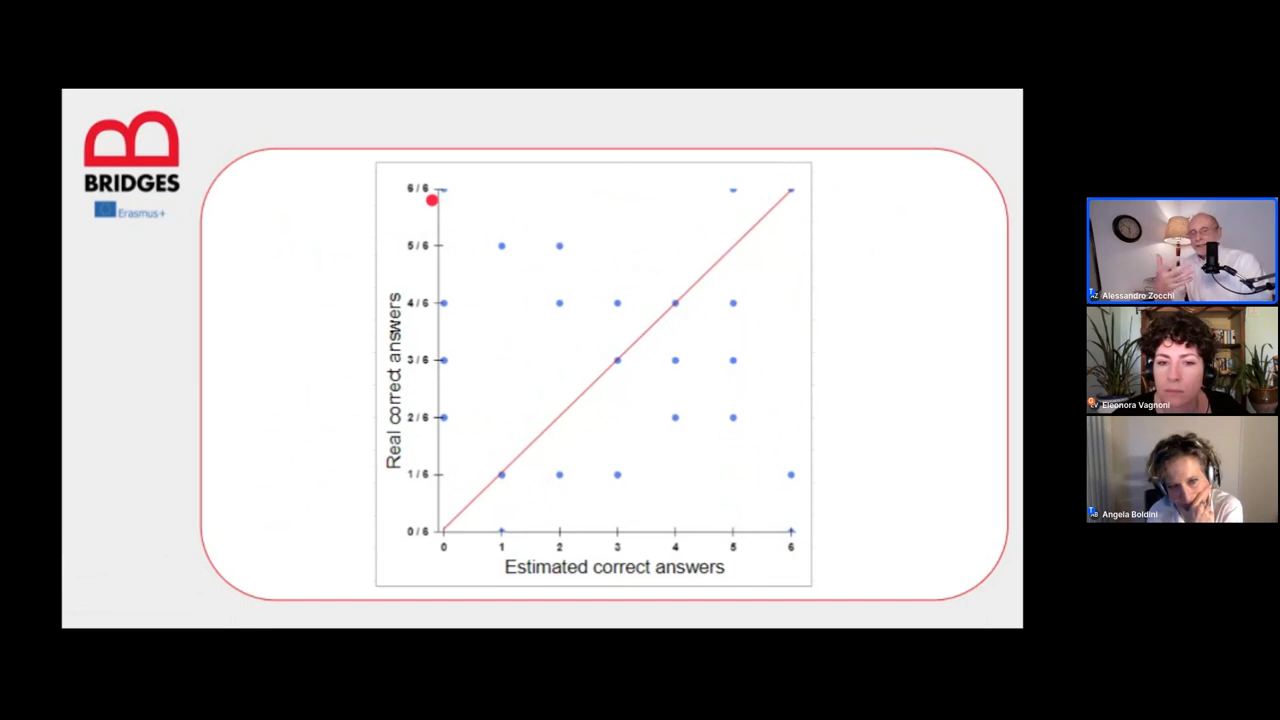 BRIDGES
Erasmus+
6 / 6
5 / 6
4 / 6
3 / 6
2 / 6
1 / 6
0 / 6
Real correct answers
0 1 2 3 4 5 6
Estimated correct answers
Alessandro Zocchi
Eleonora Vagnoni
Angela Boldini